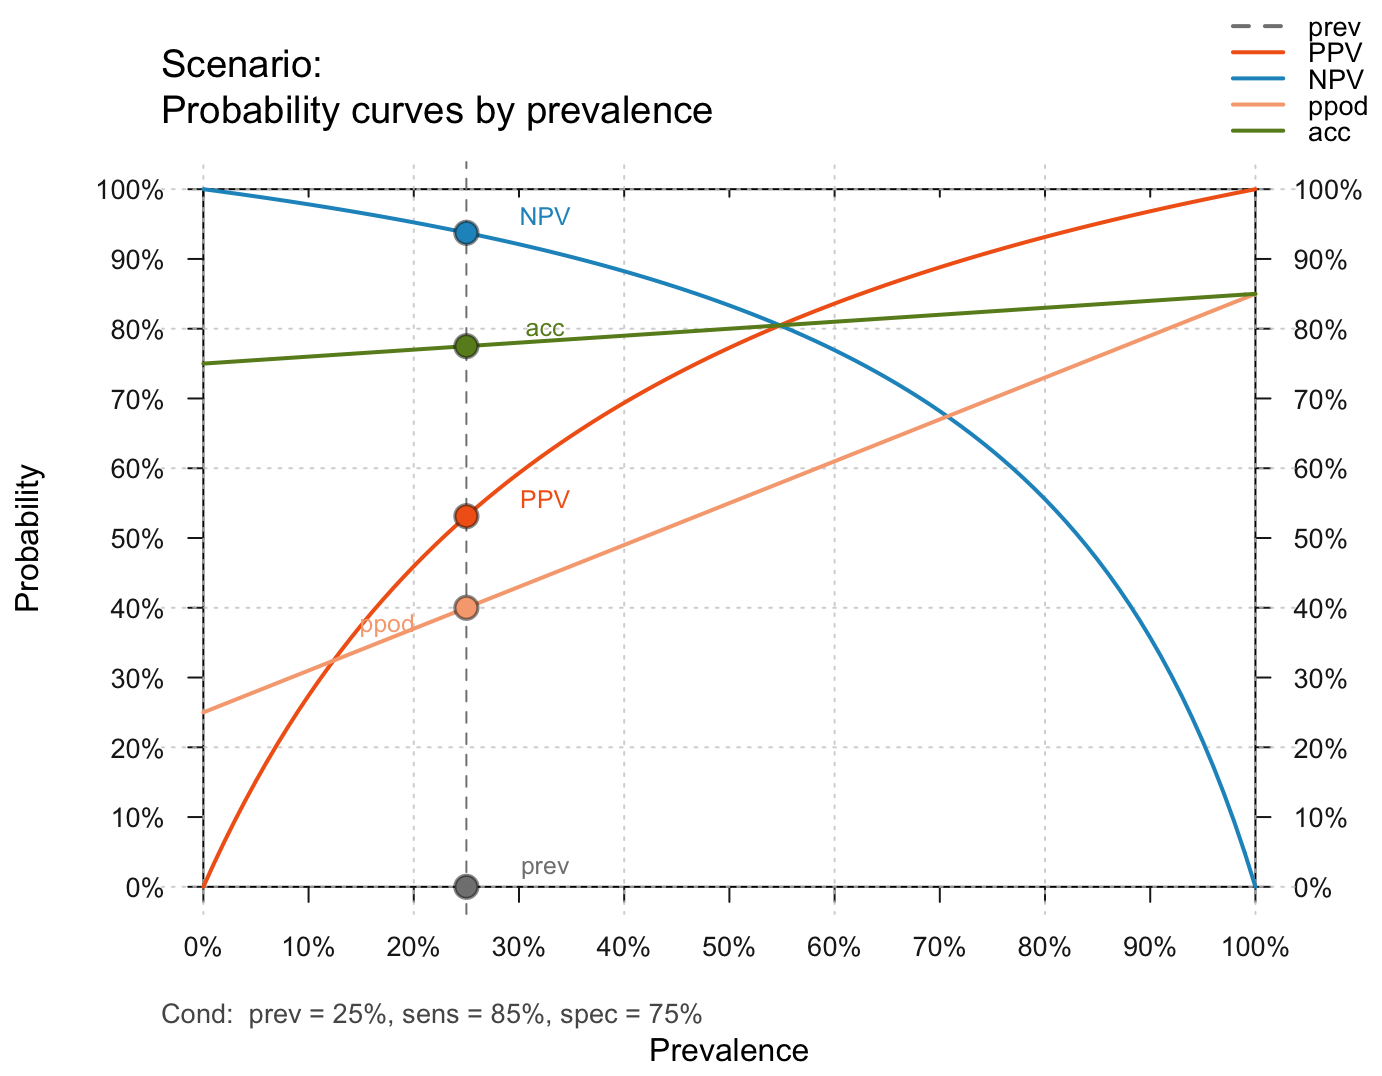 prev
PPV
NPV
ppod
acc
Scenario:
Probability curves by prevalence
100%
90%
80%
70%
60%
50%
40%
30%
20%
10%
0%
Probability
NPV
acc
PPV
ppod
prev
100%
90%
80%
70%
60%
50%
40%
30%
20%
10%
0%
0% 10% 20% 30% 40% 50% 60% 70% 80% 90% 100%
Cond: prev = 25%, sens = 85%, spec = 75%
Prevalence